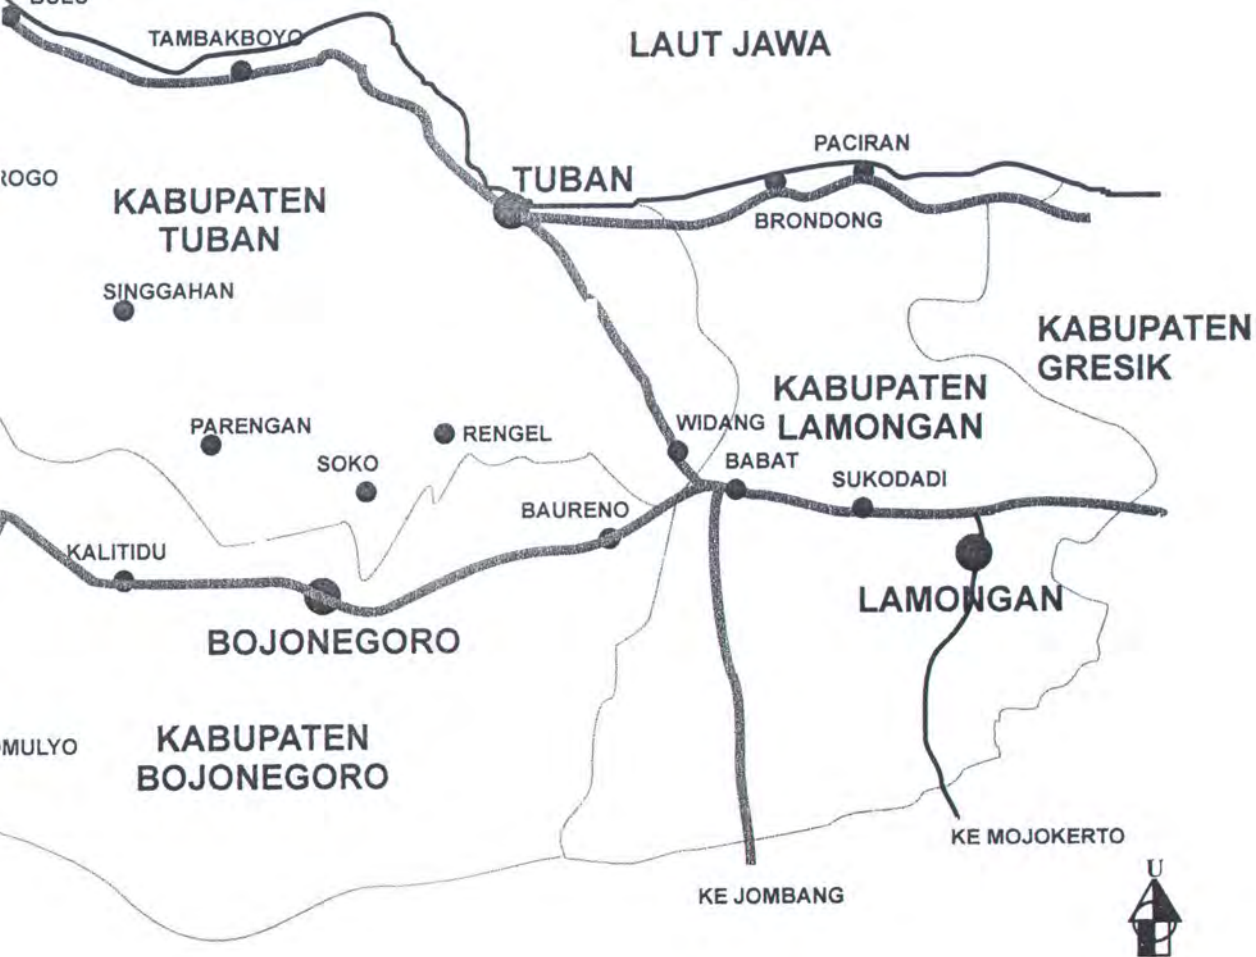 TAMBAKBOYO
LAUT JAWA
PACIRAN
TUBAN
KABUPATEN
TUBAN
BRONDONG
SINGGAHAN
KABUPATEN
GRESIK
KABUPATEN
LAMONGAN
PARENGAN
RENGEL
WIDANG
SOKO
BABAT
SUKODADI
BAURENO
KALITIDU
LAMONGAN
BOJONEGORO
KABUPATEN
BOJONEGORO
KE MOJOKERTO
KE JOMBANG
U